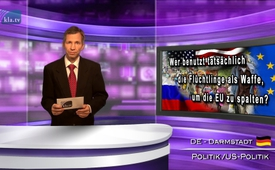 kla.tv
Wer benutzt tatsächlich
die Flüchtlinge als Waffe,
um die EU zu spalten?
DE - DARMSTADT
POLITIK /US-POLITIK